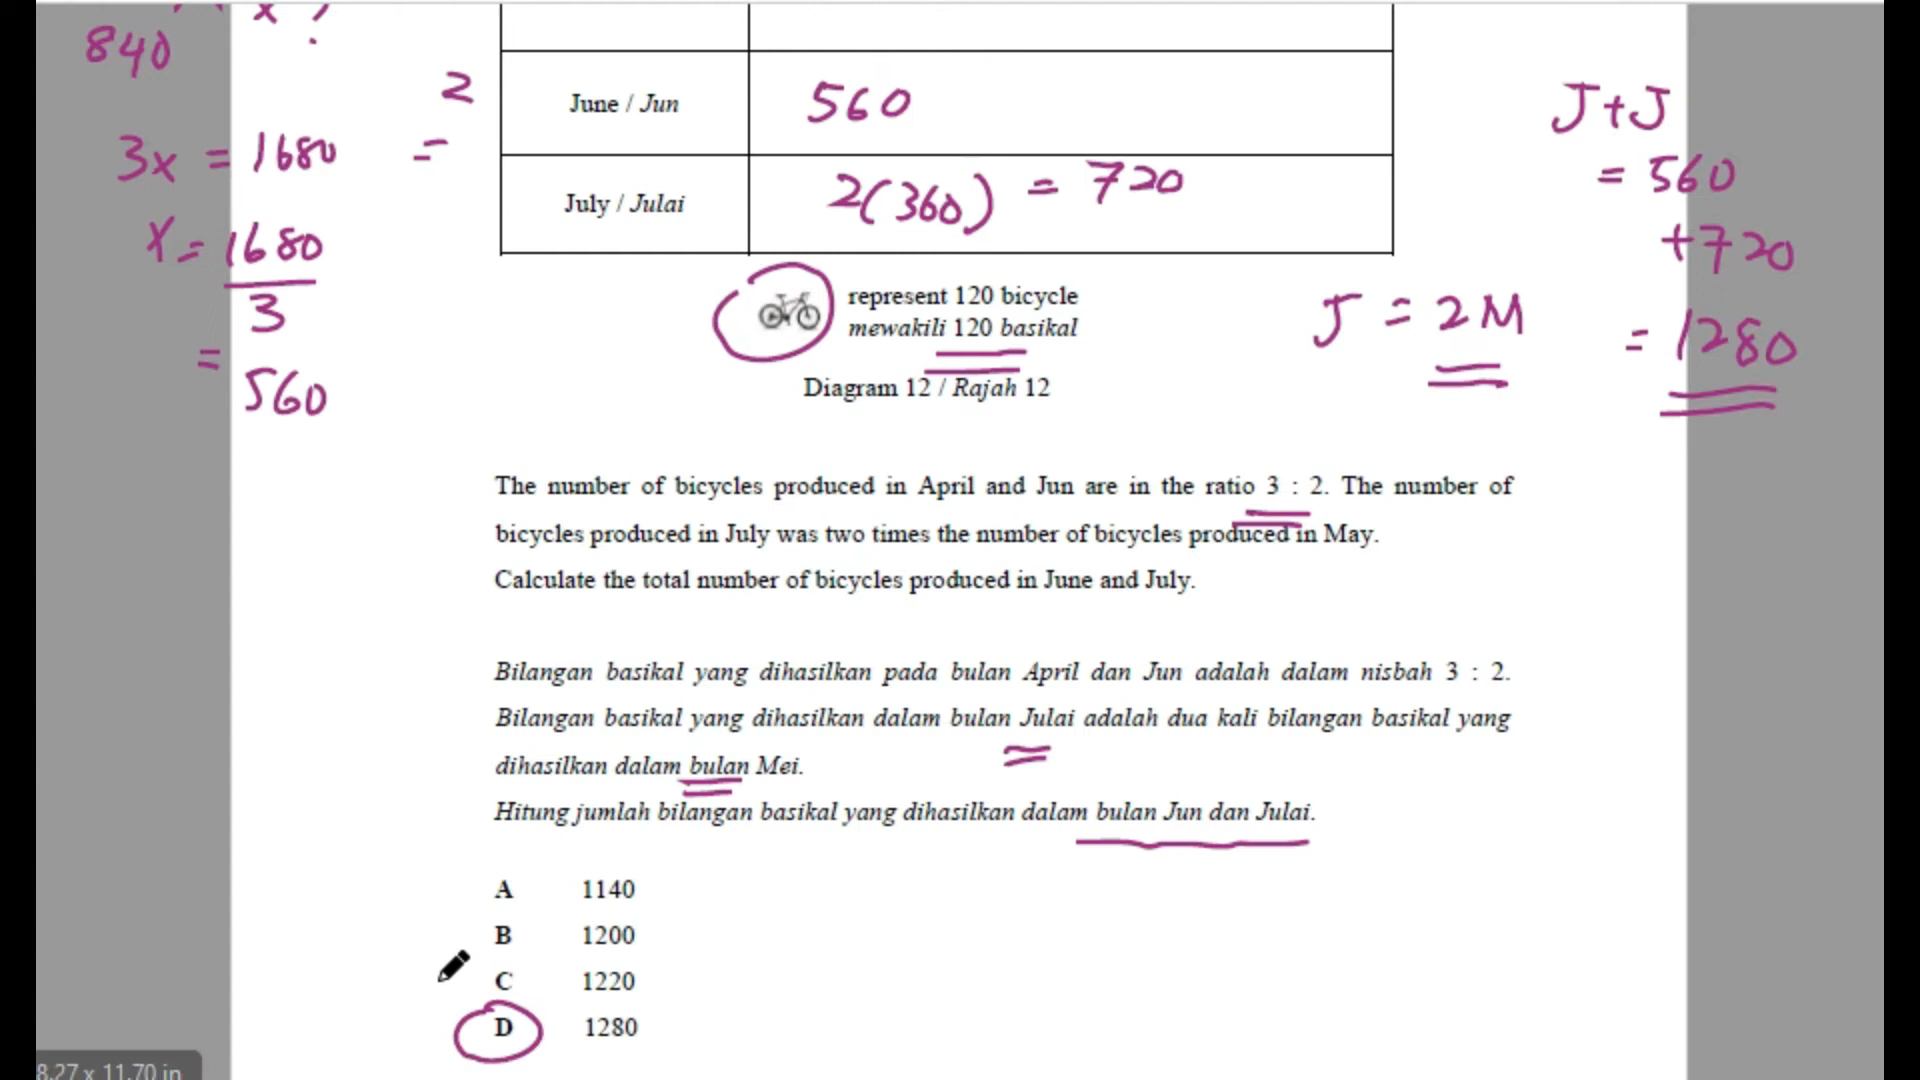 x ?
840
2
=
3x = 1680
x = 1680
3
=
560
June / Jun
560
July / Julai
2(360) = 720
J+J
= 560
+720
= 1280
J = 2M
represent 120 bicycle
mewakili 120 basikal
Diagram 12 / Rajah 12
The number of bicycles produced in April and Jun are in the ratio 3 : 2. The number of
bicycles produced in July was two times the number of bicycles produced in May.
Calculate the total number of bicycles produced in June and July.
Bilangan basikal yang dihasilkan pada bulan April dan Jun adalah dalam nisbah 3 : 2.
Bilangan basikal yang dihasilkan dalam bulan Julai adalah dua kali bilangan basikal yang
dihasilkan dalam bulan Mei.
Hitung jumlah bilangan basikal yang dihasilkan dalam bulan Jun dan Julai.
A 1140
B 1200
C 1220
D 1280
8.27 x 11.70 in